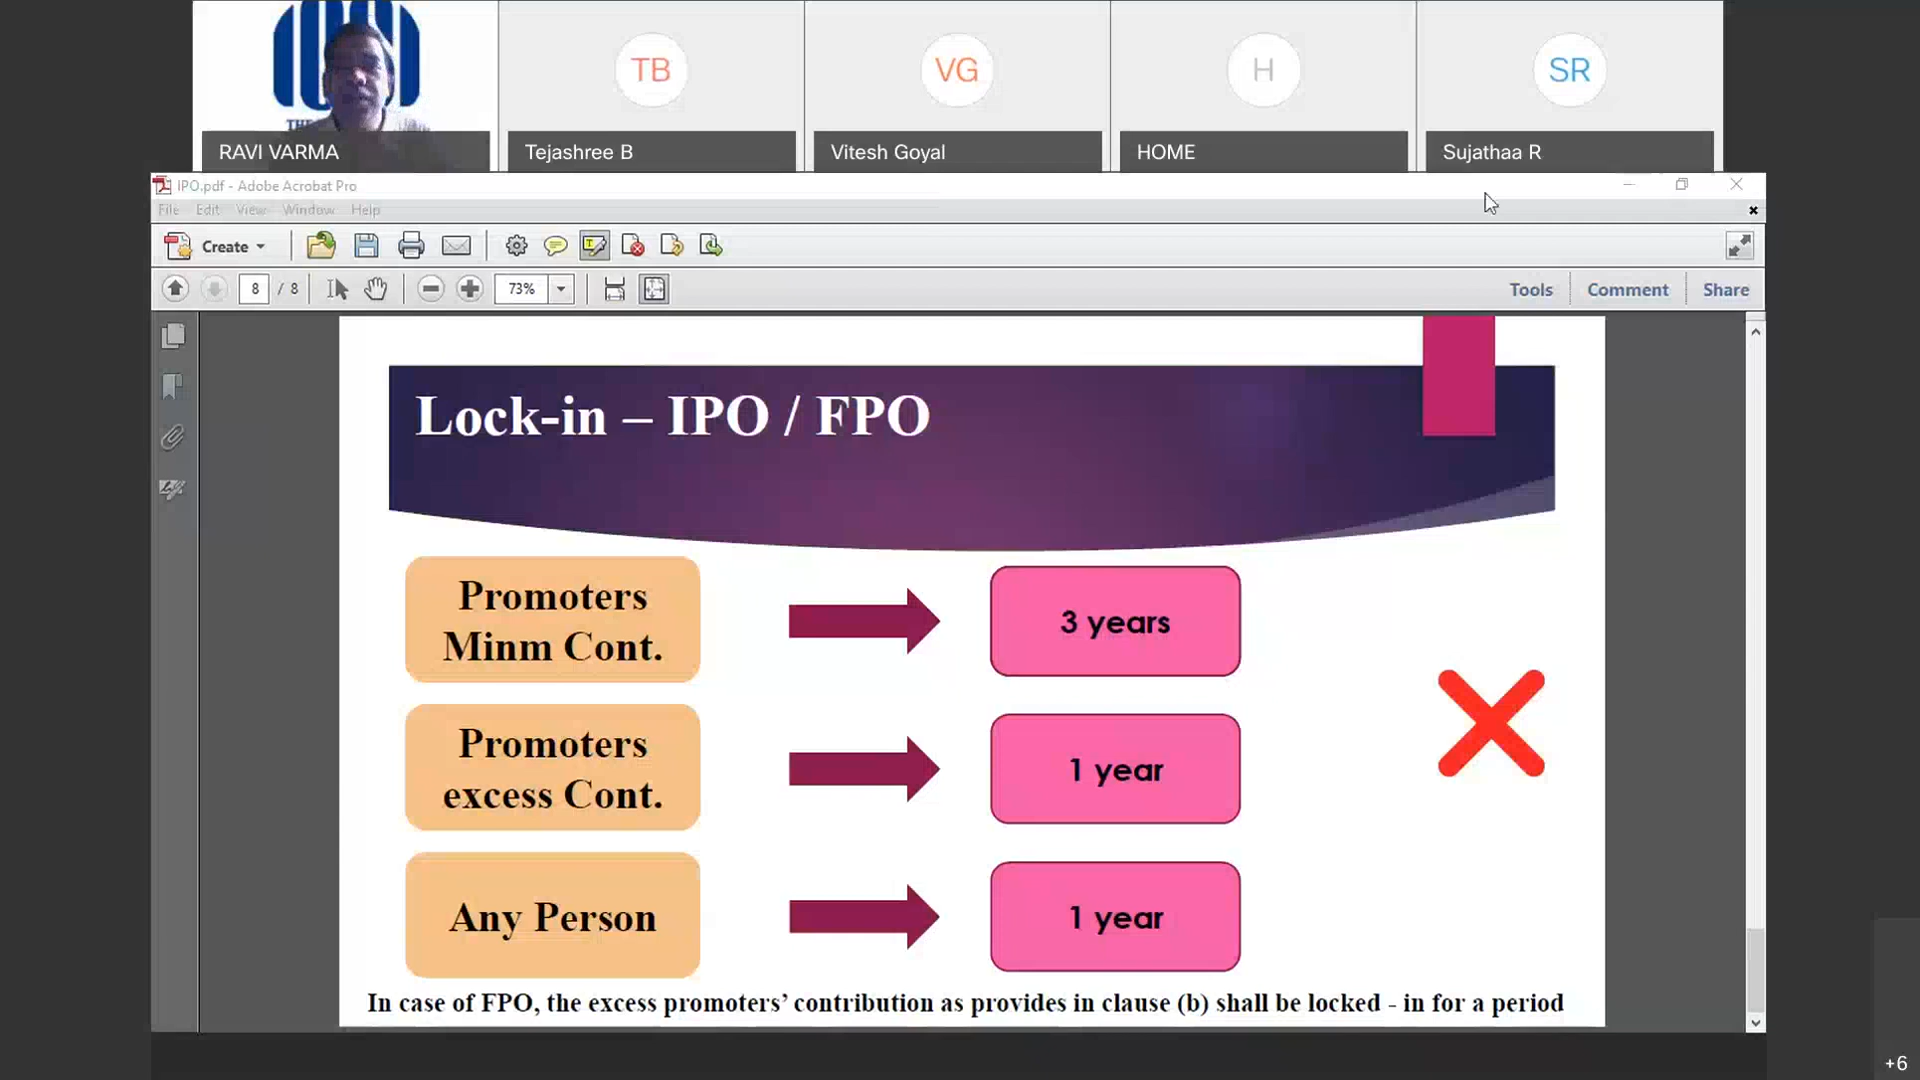 THE
TB
VG
H
SR
RAVI VARMA
Tejashree B
Vitesh Goyal
HOME
Sujathaa R
IPO.pdf - Adobe Acrobat Pro
File Edit View Window Help
Create
8 / 8
73%
Tools
Comment
Share
Lock-in – IPO / FPO
Promoters
Minm Cont.
3 years
Promoters
excess Cont.
1 year
Any Person
1 year
In case of FPO, the excess promoters’ contribution as provides in clause (b) shall be locked - in for a period
+6